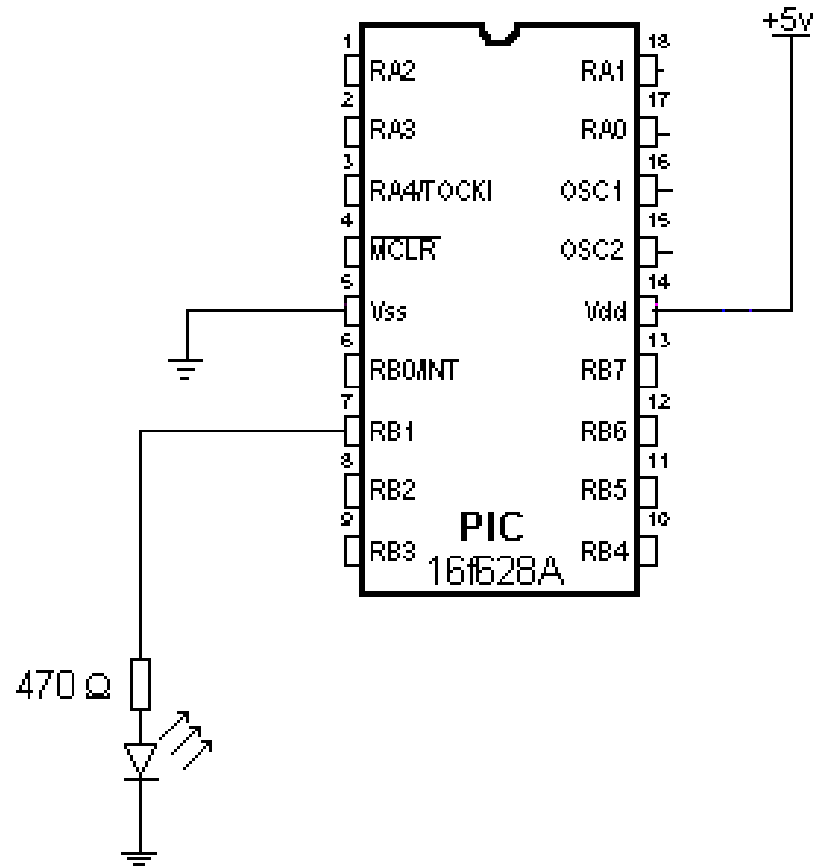 +5v
1
RA2
2
RA3
3
RA4/TOCKI
4
MCLR
5
Vss
6
RB0/INT
7
RB1
8
RB2
9
RB3
18
RA1
17
RA0
16
OSC1
15
OSC2
14
Vdd
13
RB7
12
RB6
11
RB5
10
RB4
PIC
16f628A
470 Ω